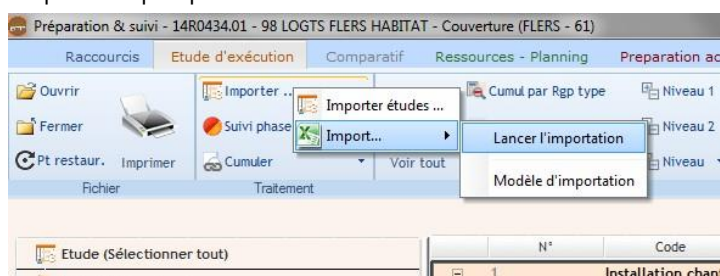 Préparation & suivi - 14R0434.01 - 98 LOGTS FLERS HABITAT - Couverture (FLERS - 61)
Raccourcis Etude d'exécution Comparatif Ressources - Planning Preparation ac
Ouvrir Importer .. Cumul par Rgp type Niveau 1
Importer études ...
Fermer Suivi phase Import... Lancer l'importation Niveau 2
Pt restaur. Imprimer Cumuler Voir tout Niveau
Modèle d'importation
Fichier Traitement
N° Code
Etude (Sélectionner tout)
1 Installation chan